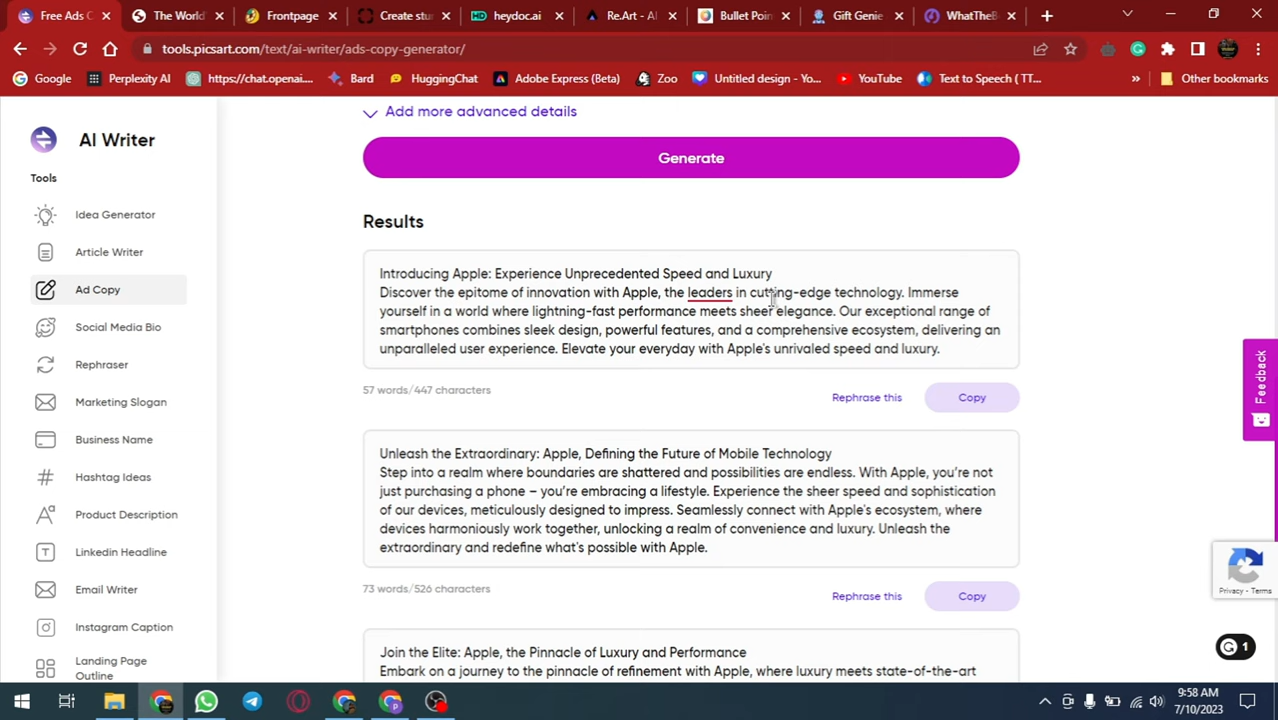 Free Ads C
The World'
Frontpage
Create stu
heydoc.ai
Re.Art - AI
Bullet Poin
Gift Genie
WhatTheB
tools.picsart.com/text/ai-writer/ads-copy-generator/
Google
Perplexity AI
https://chat.openai....
Bard
HuggingChat
Adobe Express (Beta)
Zoo
Untitled design - Yo...
YouTube
Text to Speech ( TT...
»
Other bookmarks
AI Writer
Tools
Idea Generator
Article Writer
Ad Copy
Social Media Bio
Rephraser
Marketing Slogan
Business Name
Hashtag Ideas
Product Description
Linkedin Headline
Email Writer
Instagram Caption
Landing Page
Outline
Add more advanced details
Generate
Results
Introducing Apple: Experience Unprecedented Speed and Luxury
Discover the epitome of innovation with Apple, the leaders in cutting-edge technology. Immerse
yourself in a world where lightning-fast performance meets sheer elegance. Our exceptional range of
smartphones combines sleek design, powerful features, and a comprehensive ecosystem, delivering an
unparalleled user experience. Elevate your everyday with Apple's unrivaled speed and luxury.
57 words/447 characters
Rephrase this
Copy
Unleash the Extraordinary: Apple, Defining the Future of Mobile Technology
Step into a realm where boundaries are shattered and possibilities are endless. With Apple, you're not
just purchasing a phone – you're embracing a lifestyle. Experience the sheer speed and sophistication
of our devices, meticulously designed to impress. Seamlessly connect with Apple's ecosystem, where
devices harmoniously work together, unlocking a realm of convenience and luxury. Unleash the
extraordinary and redefine what's possible with Apple.
73 words/526 characters
Rephrase this
Copy
Join the Elite: Apple, the Pinnacle of Luxury and Performance
Embark on a journey to the pinnacle of refinement with Apple, where luxury meets state-of-the-art
Feedback
Privacy - Terms
1
9:58 AM
7/10/2023